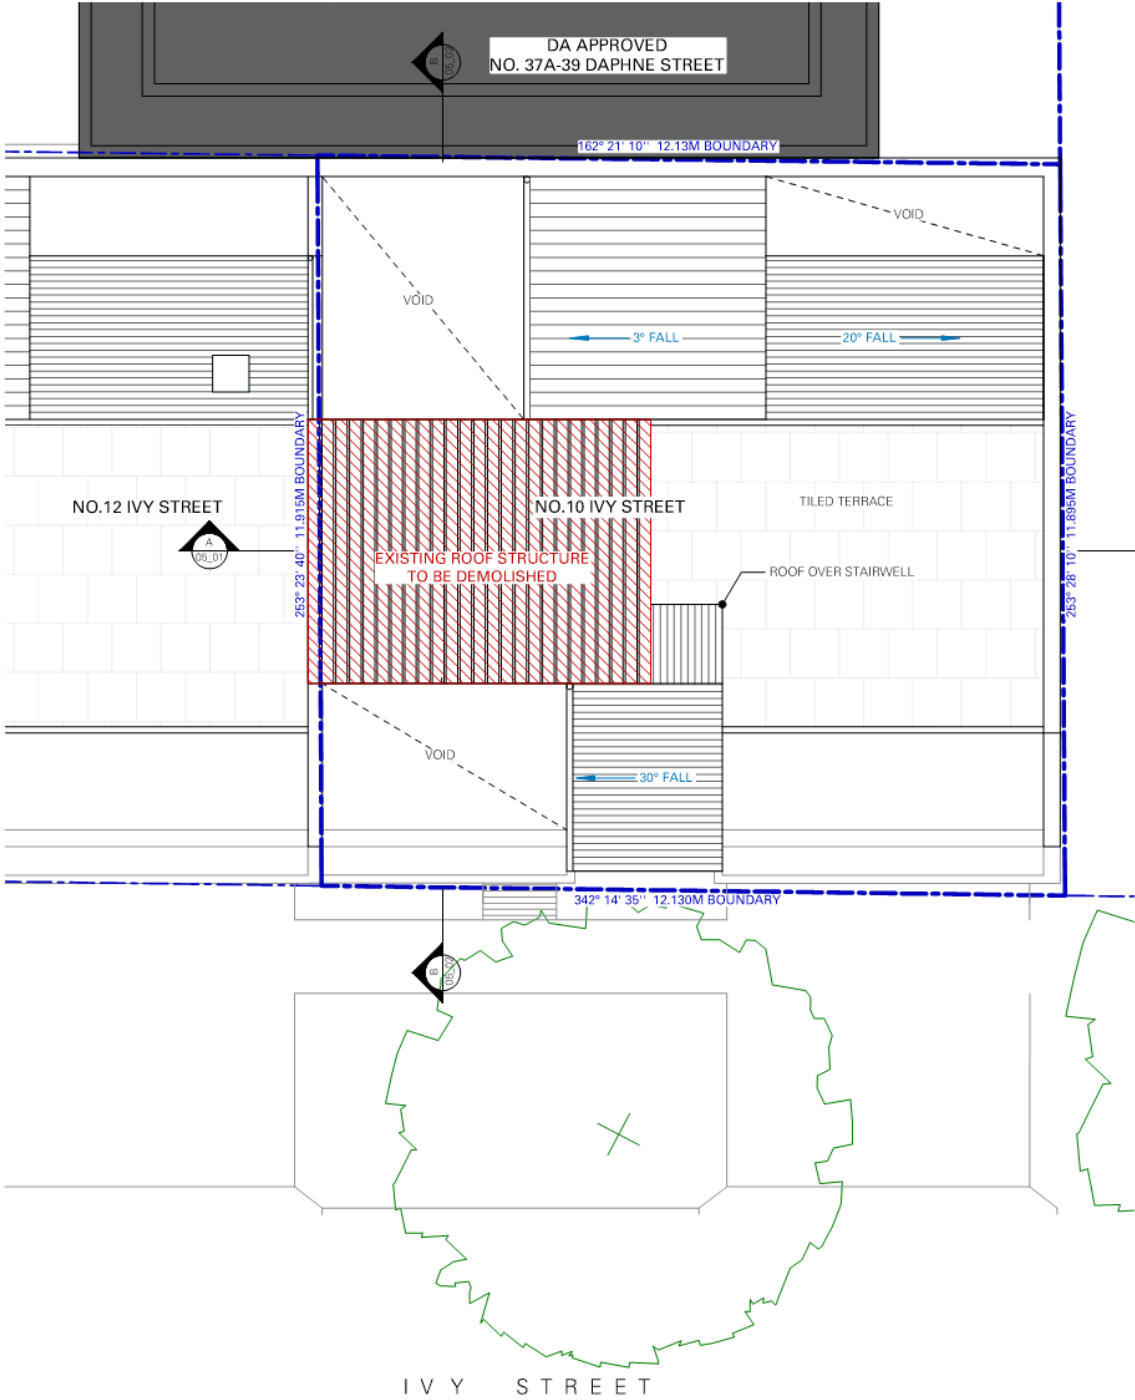 DA APPROVED
NO. 37A-39 DAPHNE STREET
B
05_02
162° 21' 10'' 12.13M BOUNDARY
VOID
VOID
3° FALL
20° FALL
253° 23' 40'' 11.915M BOUNDARY
253° 28' 10'' 11.895M BOUNDARY
NO.12 IVY STREET
NO.10 IVY STREET
TILED TERRACE
A
05_01
EXISTING ROOF STRUCTURE
TO BE DEMOLISHED
ROOF OVER STAIRWELL
VOID
30° FALL
342° 14' 35'' 12.130M BOUNDARY
B
05_02
IVY STREET